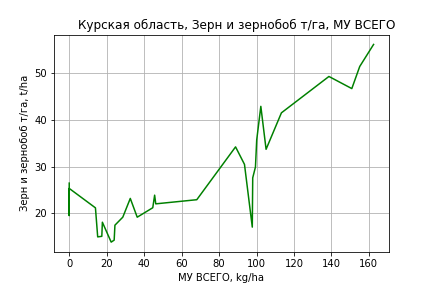 Курская область, Зерн и зернобоб т/га, МУ ВСЕГО
Зерн и зернобоб т/га, t/ha
50
40
30
20
0 20 40 60 80 100 120 140 160
МУ ВСЕГО, kg/ha